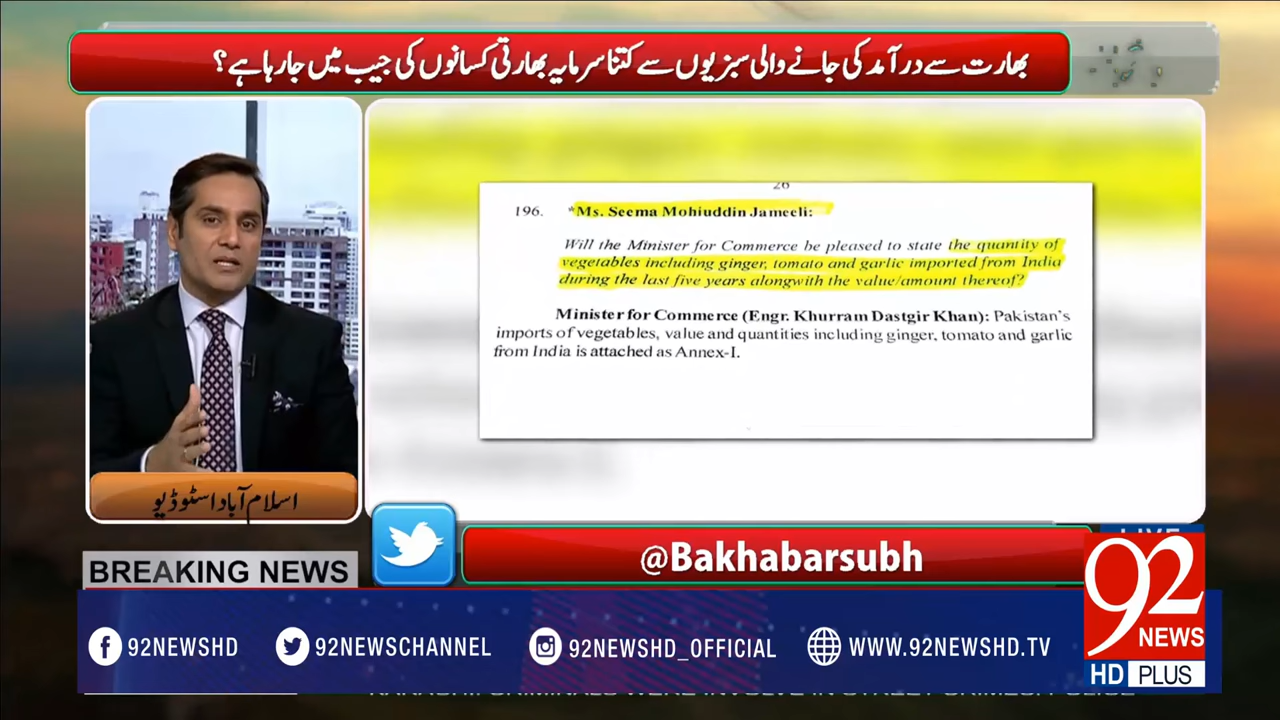 بھارت سے درآمد کی جانے والی سبزیوں سے کتنا سرمایہ بھارتی کسانوں کی جیب میں جا رہا ہے؟
26
196. *Ms. Seema Mohiuddin Jameeli:
Will the Minister for Commerce be pleased to state the quantity of
vegetables including ginger, tomato and garlic imported from India
during the last five years alongwith the value/amount thereof?
Minister for Commerce (Engr. Khurram Dastgir Khan): Pakistan's
imports of vegetables, value and quantities including ginger, tomato and garlic
from India is attached as Annex-I.
اسلام آباد اسٹوڈیو
@Bakhabarsubh
LIVE
BREAKING NEWS
92 NEWS
HD PLUS
92NEWSHD
92NEWSCHANNEL
92NEWSHD_OFFICIAL
WWW.92NEWSHD.TV